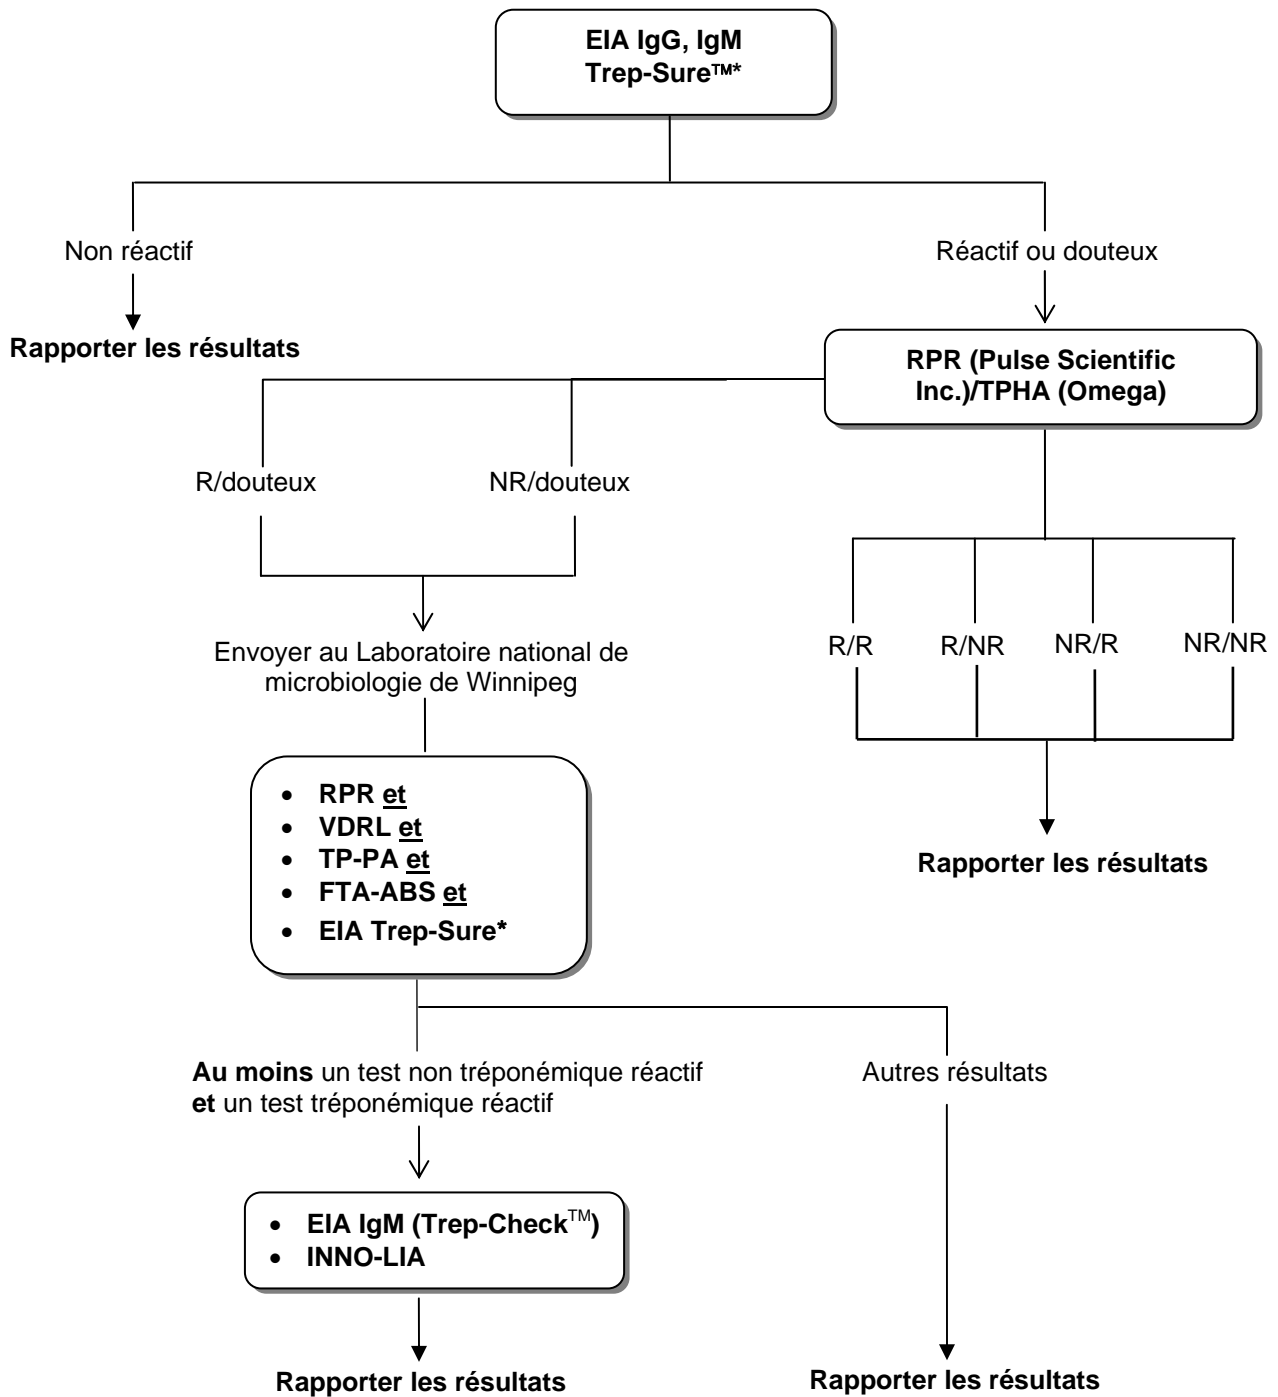 EIA IgG, IgM
Trep-Sure™*
Non réactif
Réactif ou douteux
Rapporter les résultats
RPR (Pulse Scientific
Inc.)/TPHA (Omega)
R/douteux
NR/douteux
R/R
R/NR
NR/R
NR/NR
Envoyer au Laboratoire national de
microbiologie de Winnipeg
• RPR et
• VDRL et
• TP-PA et
• FTA-ABS et
• EIA Trep-Sure*
Rapporter les résultats
Au moins un test non tréponémique réactif
et un test tréponémique réactif
Autres résultats
• EIA IgM (Trep-Check™)
• INNO-LIA
Rapporter les résultats
Rapporter les résultats